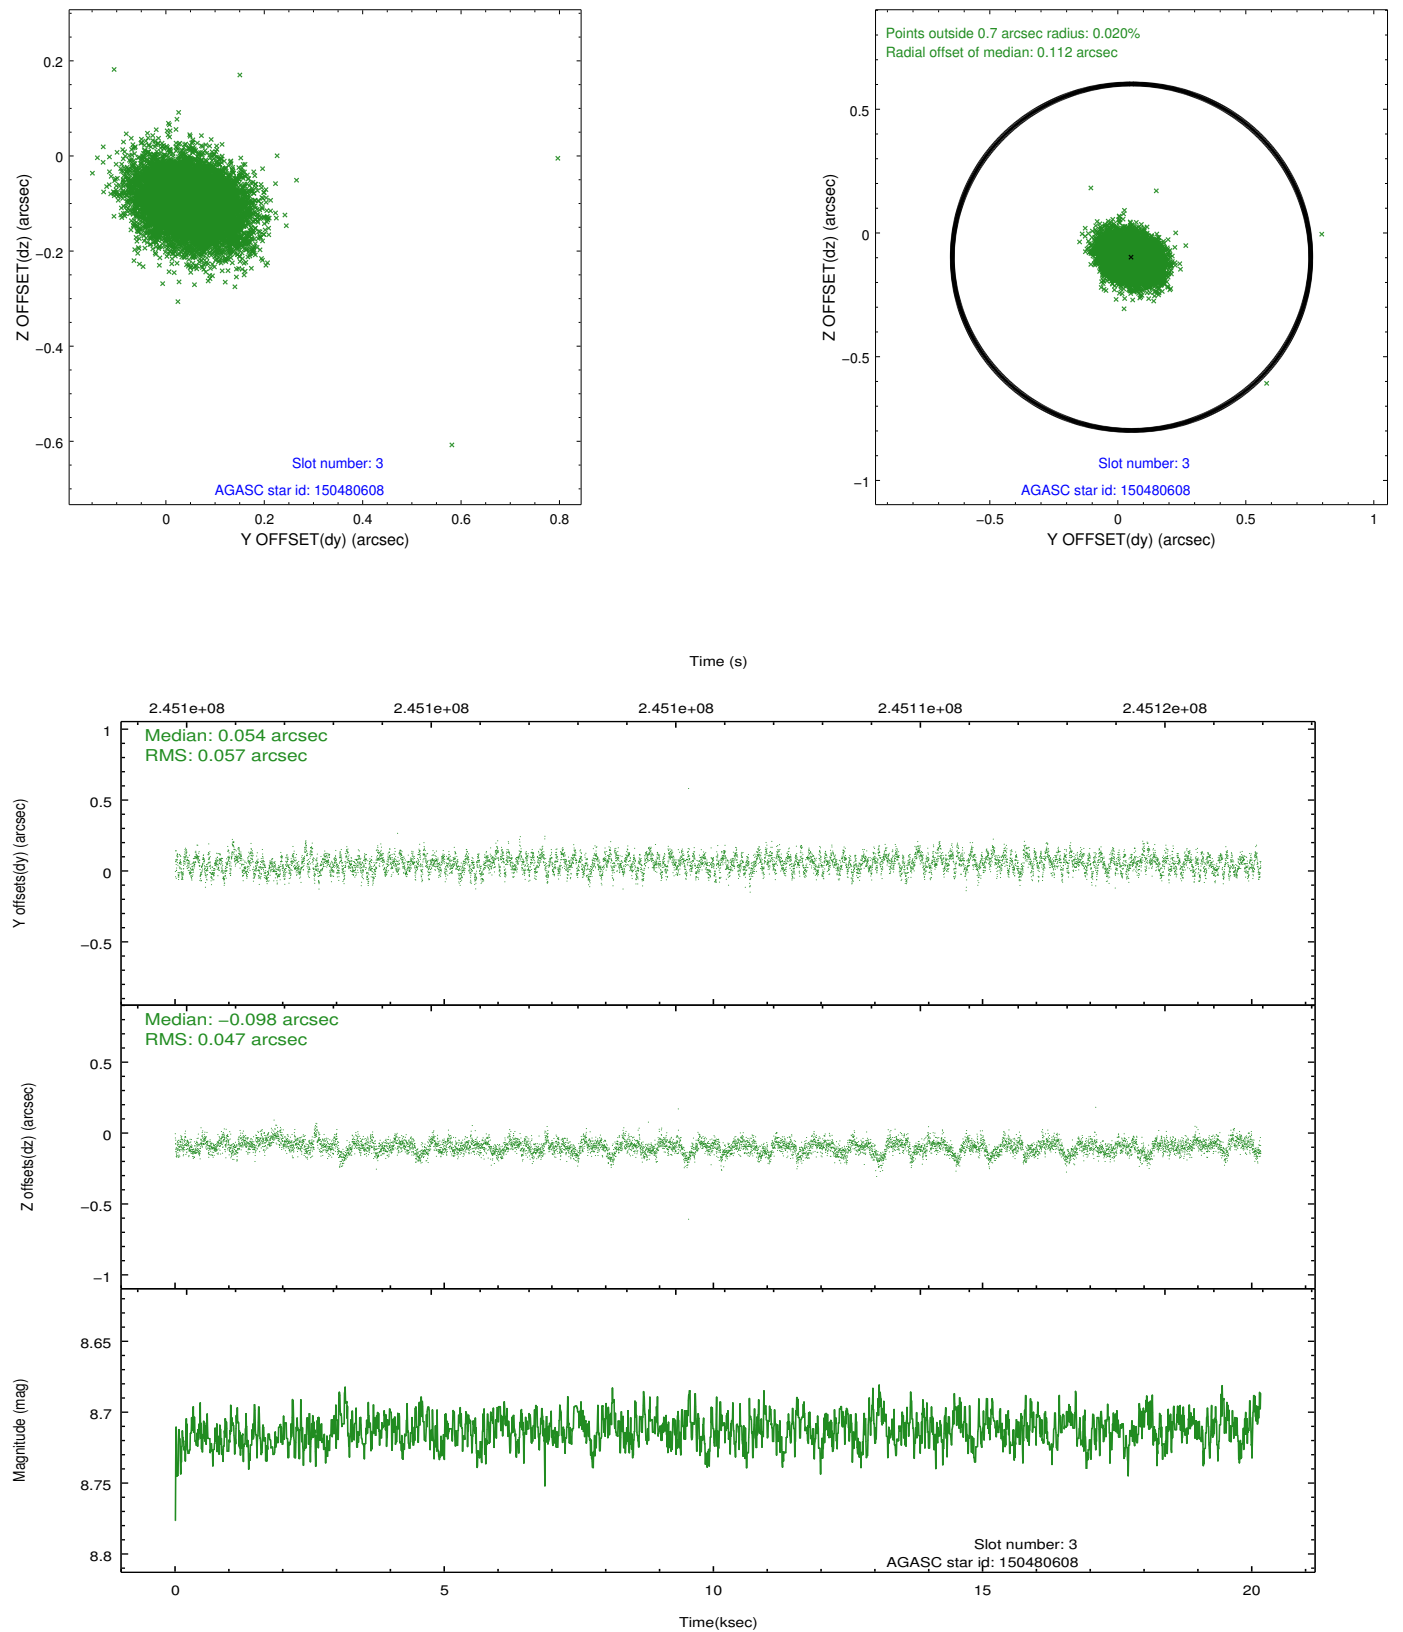 0.2
0
−0.2
−0.4
−0.6
Z OFFSET(dz) (arcsec)
Slot number: 3
AGASC star id: 150480608
0 0.2 0.4 0.6 0.8
Y OFFSET(dy) (arcsec)
Points outside 0.7 arcsec radius: 0.020%
Radial offset of median: 0.112 arcsec
0.5
0
−0.5
−1
Z OFFSET(dz) (arcsec)
Slot number: 3
AGASC star id: 150480608
−0.5 0 0.5 1
Y OFFSET(dy) (arcsec)
Time (s)
2.451e+08 2.451e+08 2.451e+08 2.4511e+08 2.4512e+08
Median: 0.054 arcsec
RMS: 0.057 arcsec
1
0.5
0
−0.5
Y offsets(dy) (arcsec)
Median: −0.098 arcsec
RMS: 0.047 arcsec
0.5
0
−0.5
−1
Z offsets(dz) (arcsec)
8.65
8.7
8.75
8.8
Magnitude (mag)
Slot number: 3
AGASC star id: 150480608
0 5 10 15 20
Time(ksec)